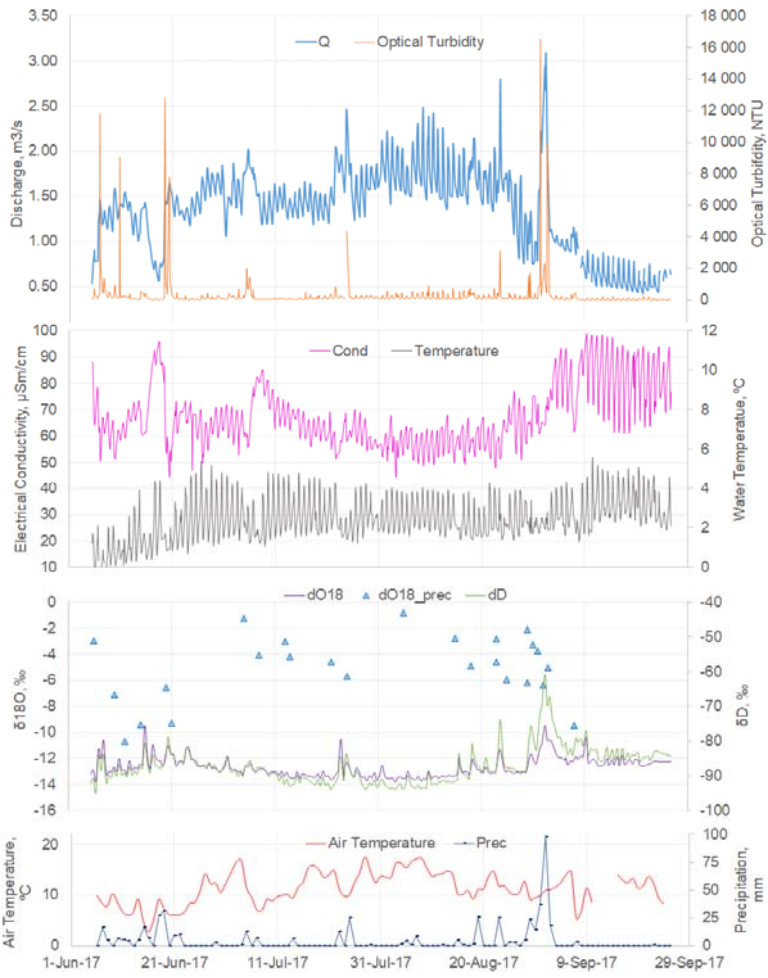 3.50
3.00
2.50
2.00
1.50
1.00
0.50
Discharge, m3/s
Q
Optical Turbidity
18 000
16 000
14 000
12 000
10 000
8 000
6 000
4 000
2 000
0
Optical Turbifdity, NTU
100
90
80
70
60
50
40
30
20
10
Electrical Conductivity, µSm/cm
Cond
Temperature
12
10
8
6
4
2
0
Water Temperatue, ºC
0
-2
-4
-6
-8
-10
-12
-14
-16
δ18O, ‰
dO18
dO18_prec
dD
-40
-50
-60
-70
-80
-90
-100
δD, ‰
20
10
0
Air Temperature,
ºC
Air Temperature
Prec
100
75
50
25
0
Precipitation,
mm
1-Jun-17
21-Jun-17
11-Jul-17
31-Jul-17
20-Aug-17
9-Sep-17
29-Sep-17